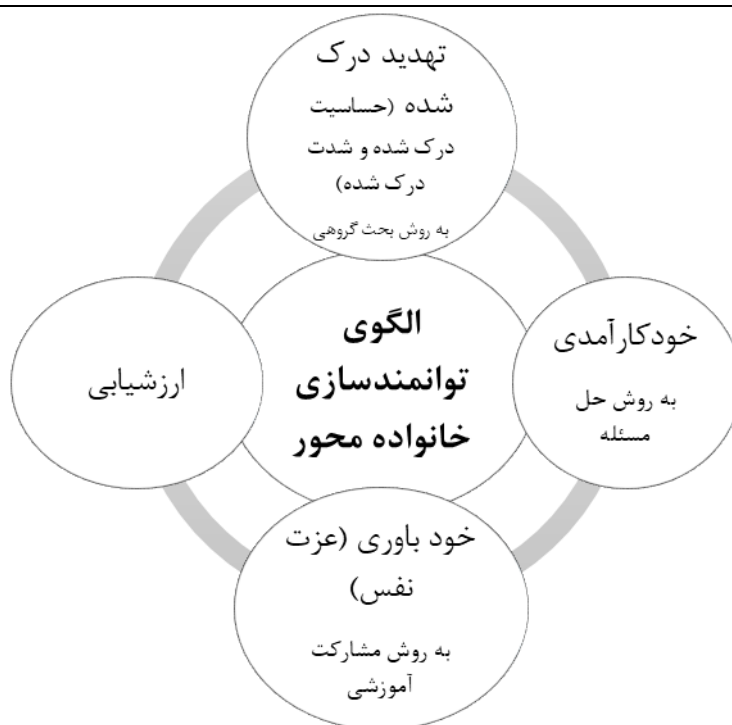 تهدید درک
شده (حساسیت
درک شده و شدت
درک شده)
به روش بحث گروهی
خودکارآمدی
به روش حل
مسئله
الگوی
توانمندسازی
خانواده محور
ارزشیابی
خود باوری (عزت
نفس)
به روش مشارکت
آموزشی